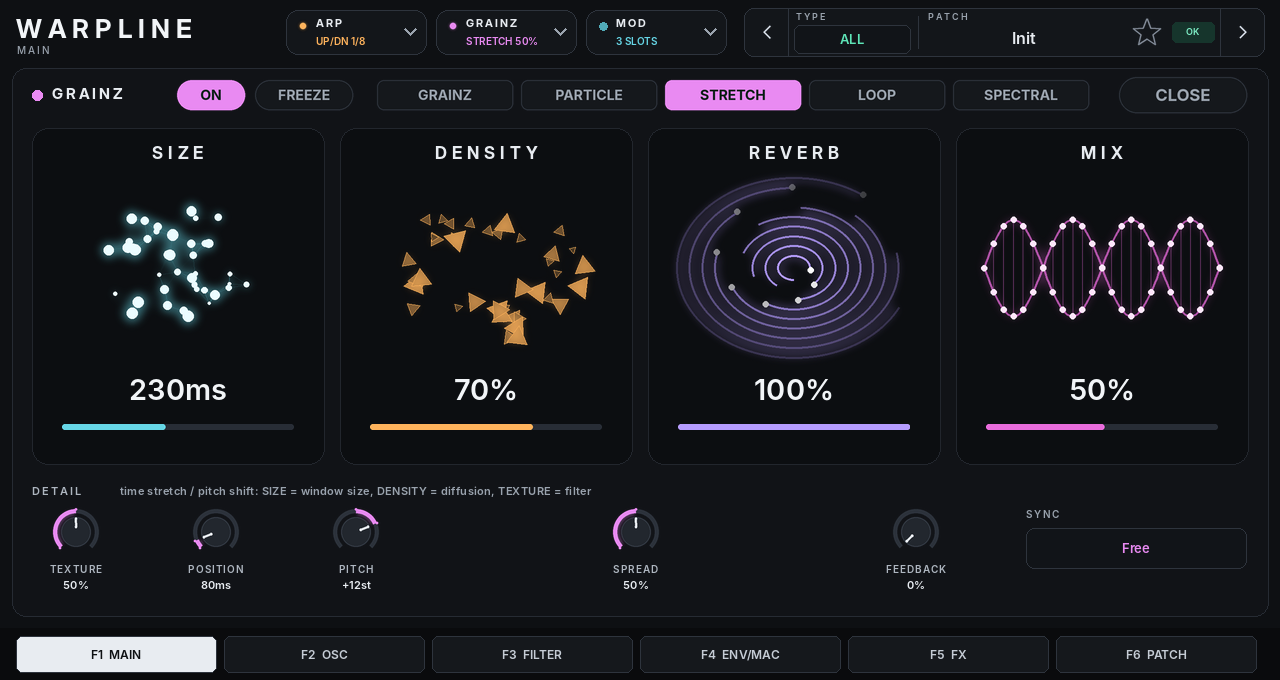 WARPLINE
MAIN
ARP
UP/DN 1/8
GRAINZ
STRETCH 50%
MOD
3 SLOTS
TYPE
ALL
PATCH
Init
OK
GRAINZ
ON
FREEZE
GRAINZ
PARTICLE
STRETCH
LOOP
SPECTRAL
CLOSE
SIZE
230ms
DENSITY
70%
REVERB
100%
MIX
50%
DETAIL
time stretch / pitch shift: SIZE = window size, DENSITY = diffusion, TEXTURE = filter
TEXTURE
50%
POSITION
80ms
PITCH
+12st
SPREAD
50%
FEEDBACK
0%
SYNC
Free
F1 MAIN
F2 OSC
F3 FILTER
F4 ENV/MAC
F5 FX
F6 PATCH